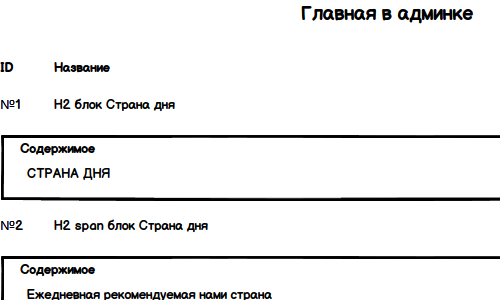 Главная в админке
ID Название
№1 H2 блок Страна дня
Содержимое
СТРАНА ДНЯ
№2 H2 span блок Страна дня
Содержимое
Ежедневная рекомендуемая нами страна